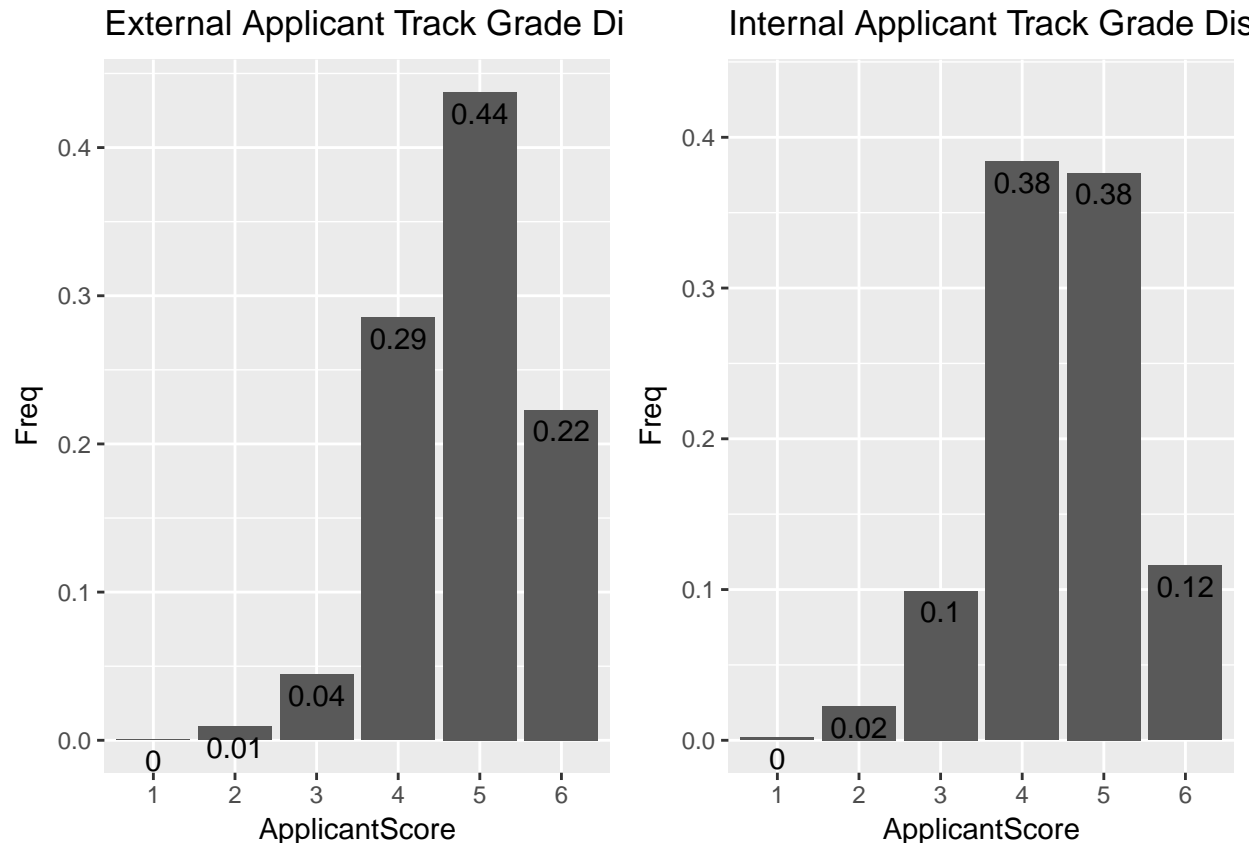 External Applicant Track Grade Di
Freq
0.4
0.3
0.2
0.1
0.0
0
0.01
0.04
0.29
0.44
0.22
1 2 3 4 5 6
ApplicantScore
Internal Applicant Track Grade Dis
Freq
0.4
0.3
0.2
0.1
0.0
0
0.02
0.1
0.38
0.38
0.12
1 2 3 4 5 6
ApplicantScore